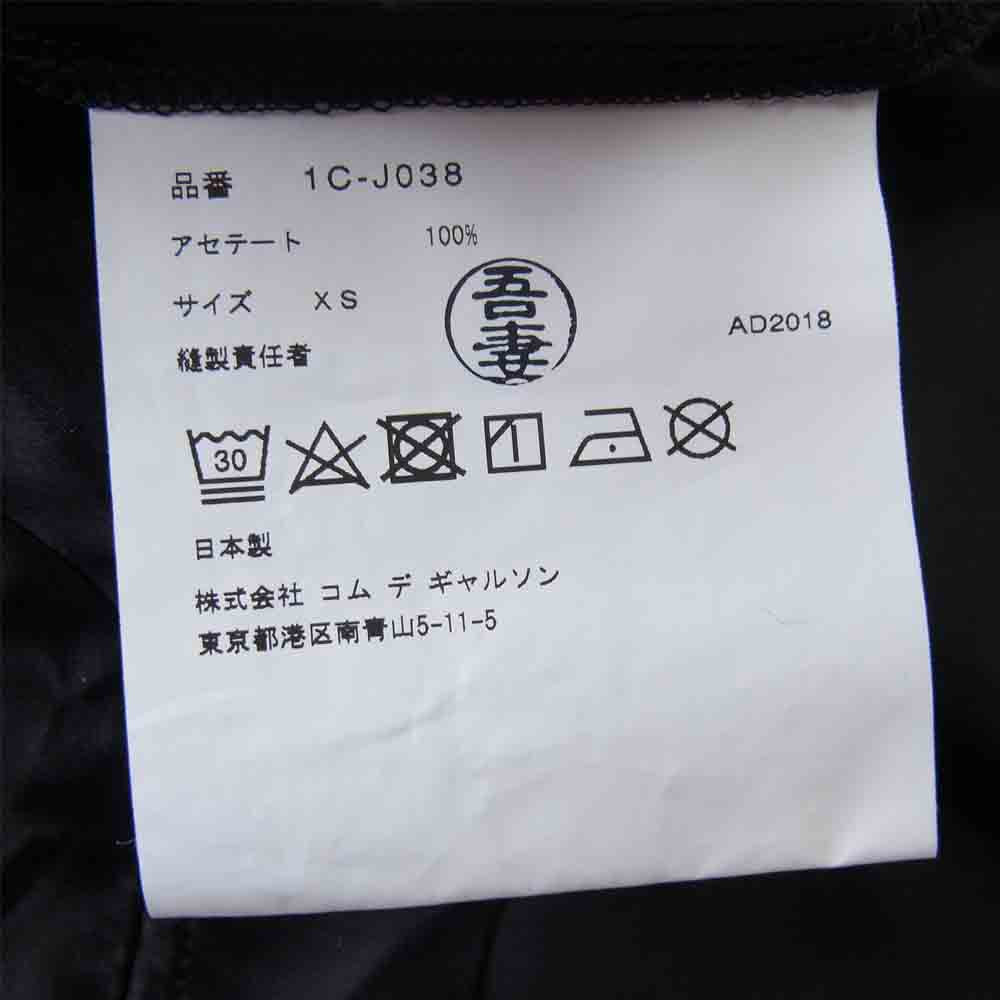 品番 1C-J038
アセテート 100%
サイズ XS
吾妻
AD2018
縫製責任者
30
日本製
株式会社 コム デ ギャルソン
東京都港区南青山5-11-5